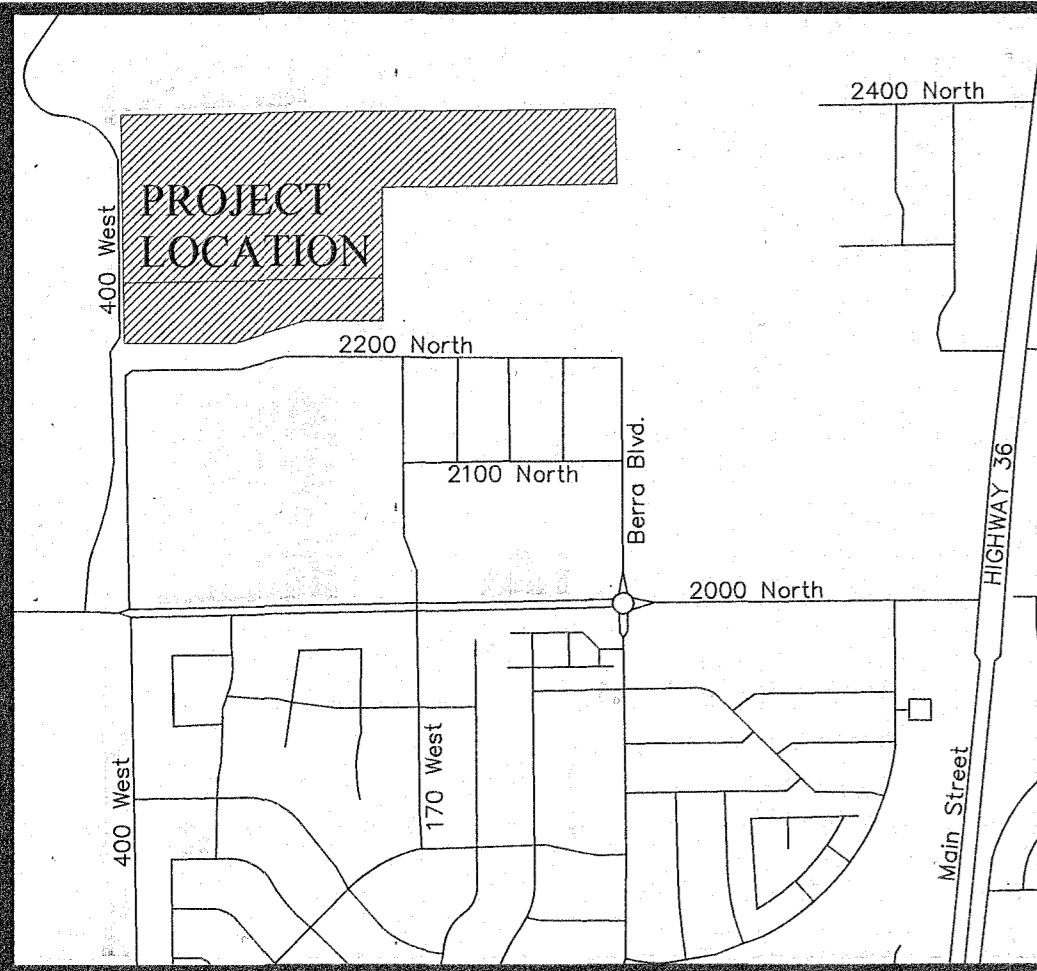 2400 North
PROJECT
LOCATION
400 West
2200 North
2100 North
Berra Blvd.
HIGHWAY 36
2000 North
400 West
170 West
Main Street